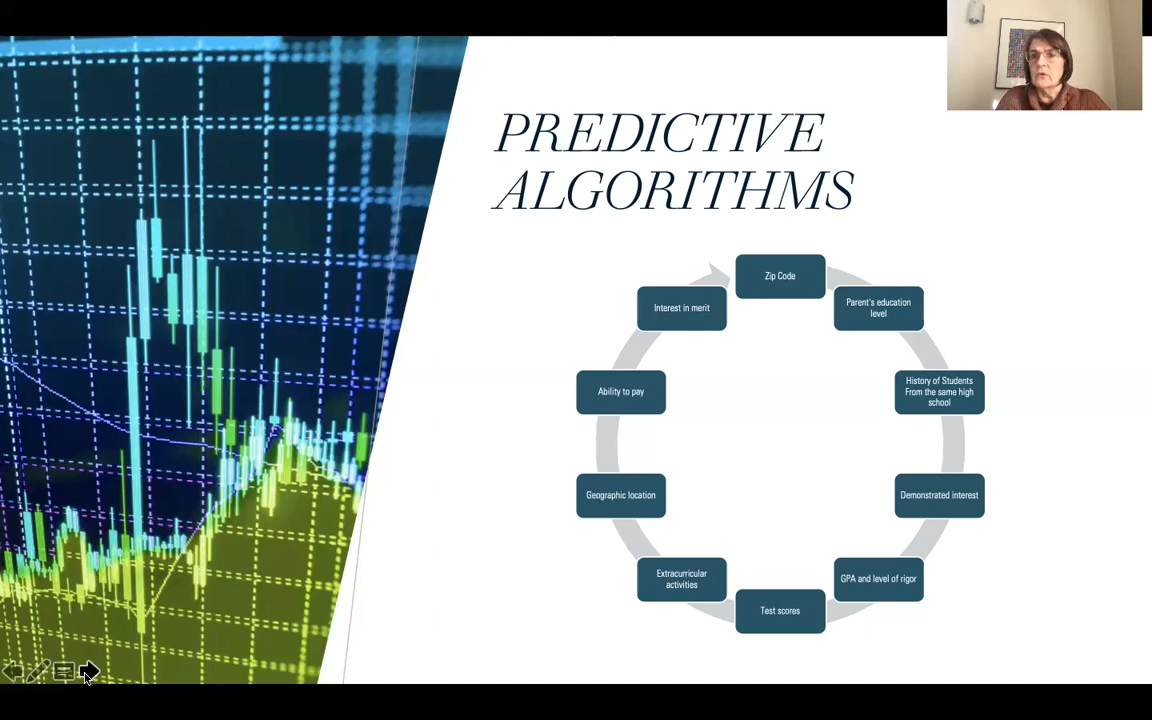 PREDICTIVE
ALGORITHMS
Zip Code
Parent's education
level
History of Students
From the same high
school
Demonstrated interest
GPA and level of rigor
Test scores
Extracurricular
activities
Geographic location
Ability to pay
Interest in merit